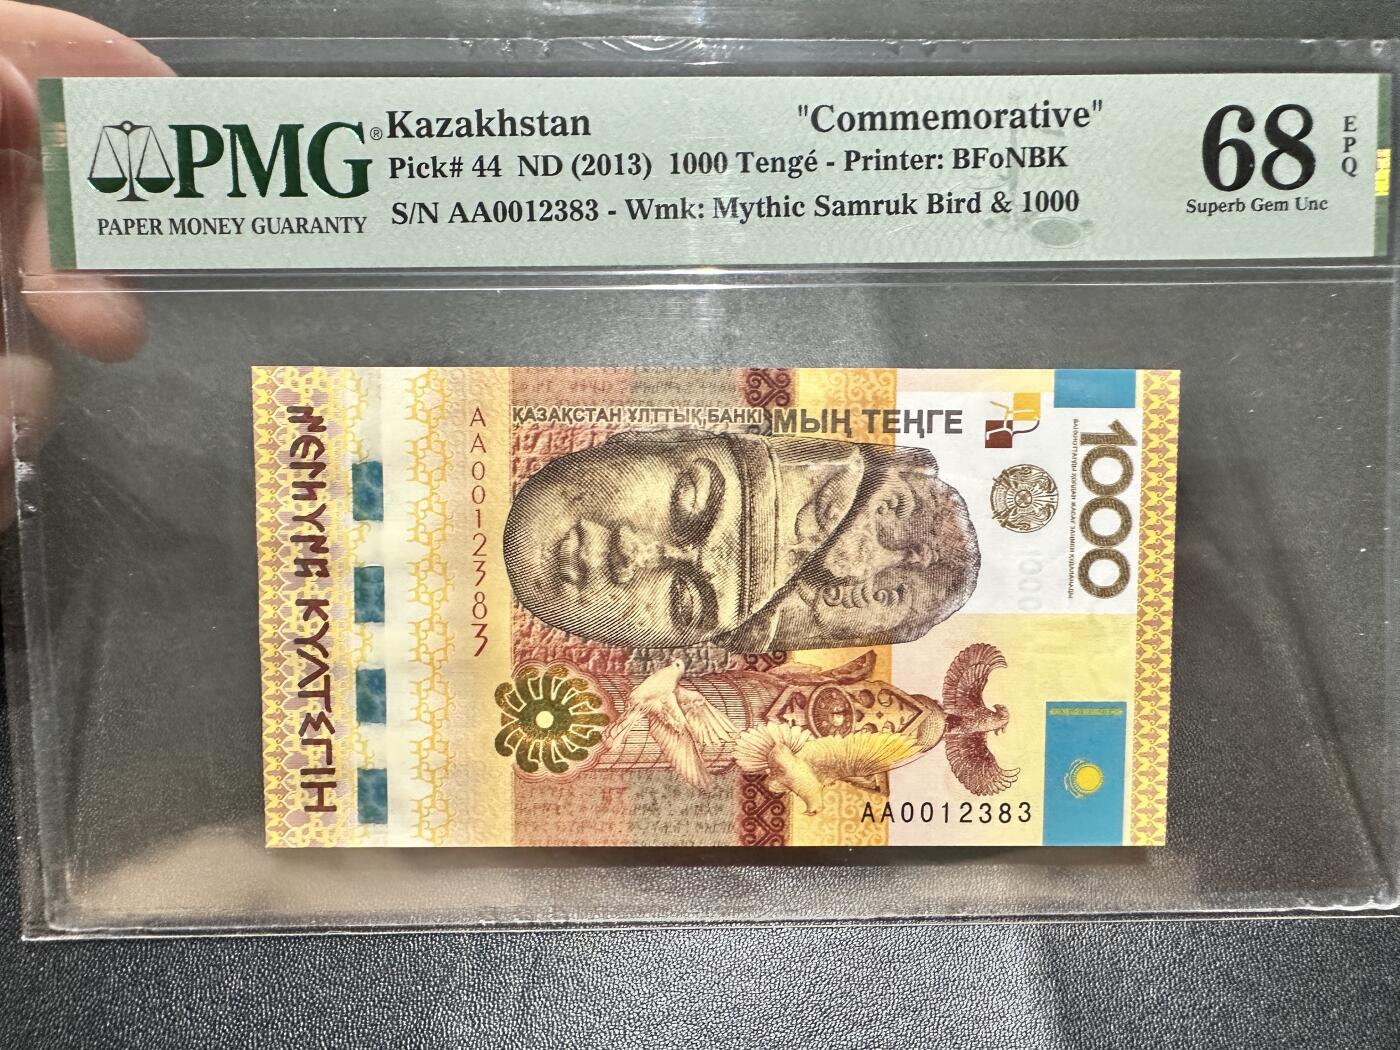 PMG®
PAPER MONEY GUARANTY
Kazakhstan "Commemorative"
Pick# 44 ND (2013) 1000 Tengé - Printer: BFoNBK
S/N AA0012383 - Wmk: Mythic Samruk Bird & 1000
68
EPQ
Superb Gem Unc
ҚАЗАҚСТАН ҰЛТТЫҚ БАНКІ
МЫҢ ТЕҢГЕ
1000
AA0012383
AA0012383
КҮЛТЕГІН